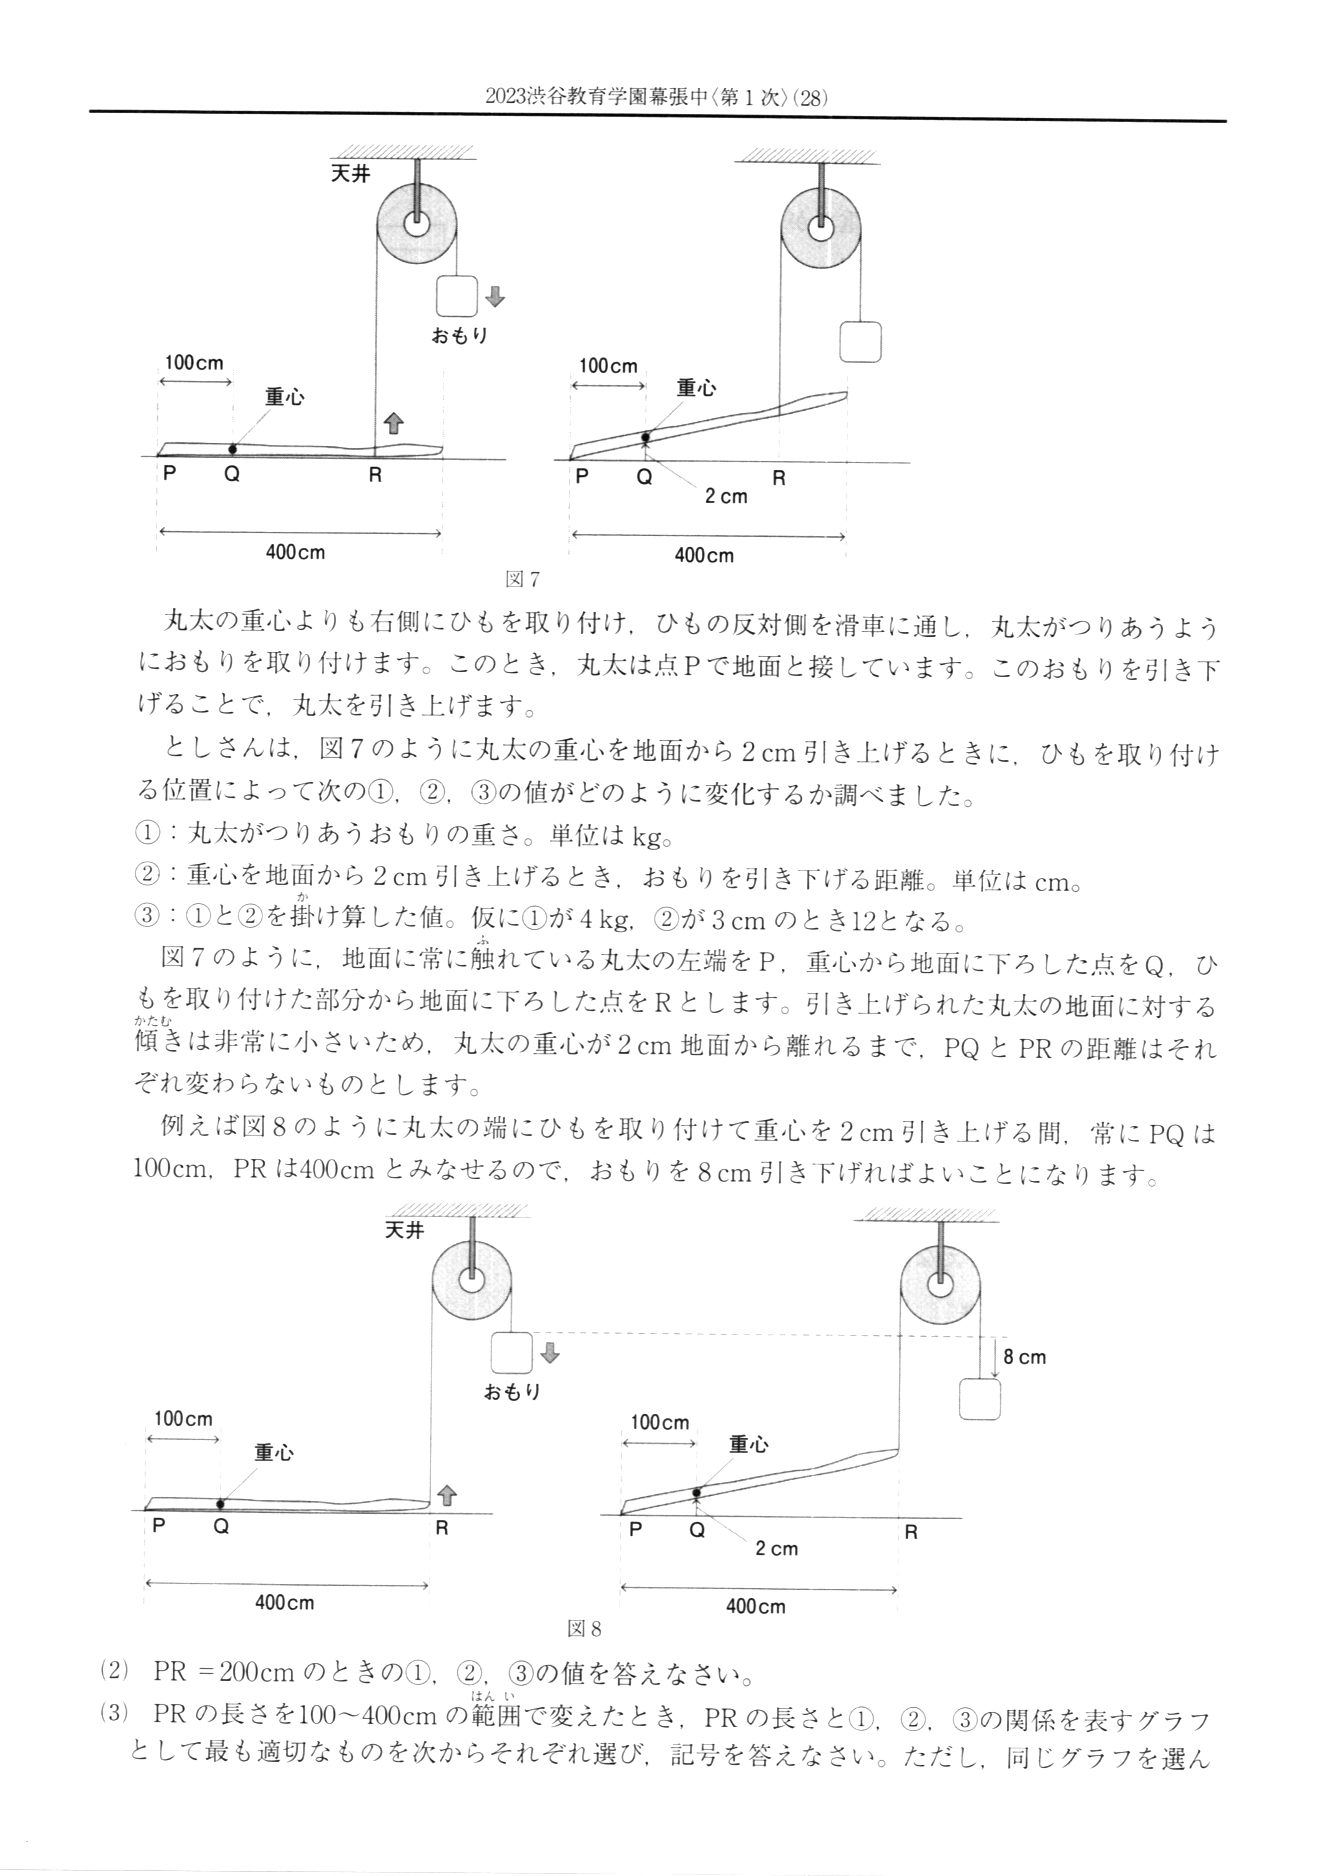 2023渋谷教育学園幕張中〈第1次〉(28)
天井
おもり
100cm
重心
P Q R
400cm
100cm
重心
P Q R
2cm
400cm
図7
丸太の重心よりも右側にひもを取り付け，ひもの反対側を滑車に通し，丸太がつりあうよう
におもりを取り付けます。このとき，丸太は点Pで地面と接しています。このおもりを引き下
げることで，丸太を引き上げます。
としさんは，図7のように丸太の重心を地面から2cm引き上げるときに，ひもを取り付け
る位置によって次の①，②，③の値がどのように変化するか調べました。
①：丸太がつりあうおもりの重さ。単位はkg。
②：重心を地面から2cm引き上げるとき，おもりを引き下げる距離。単位はcm。
か
③：①と②を掛け算した値。仮に①が4kg，②が3cmのとき12となる。
ふ
図7のように，地面に常に触れている丸太の左端をP，重心から地面に下ろした点をQ，ひ
もを取り付けた部分から地面に下ろした点をRとします。引き上げられた丸太の地面に対する
かたむ
傾きは非常に小さいため，丸太の重心が2cm地面から離れるまで，PQとPRの距離はそれ
ぞれ変わらないものとします。
例えば図8のように丸太の端にひもを取り付けて重心を2cm引き上げる間，常にPQは
100cm，PRは400cmとみなせるので，おもりを8cm引き下げればよいことになります。
天井
おもり
100cm
重心
P Q R
400cm
8cm
100cm
重心
P Q R
2cm
400cm
図8
(2) PR＝200cmのときの①，②，③の値を答えなさい。
はんい
(3) PRの長さを100〜400cmの範囲で変えたとき，PRの長さと①，②，③の関係を表すグラフ
として最も適切なものを次からそれぞれ選び，記号を答えなさい。ただし，同じグラフを選ん